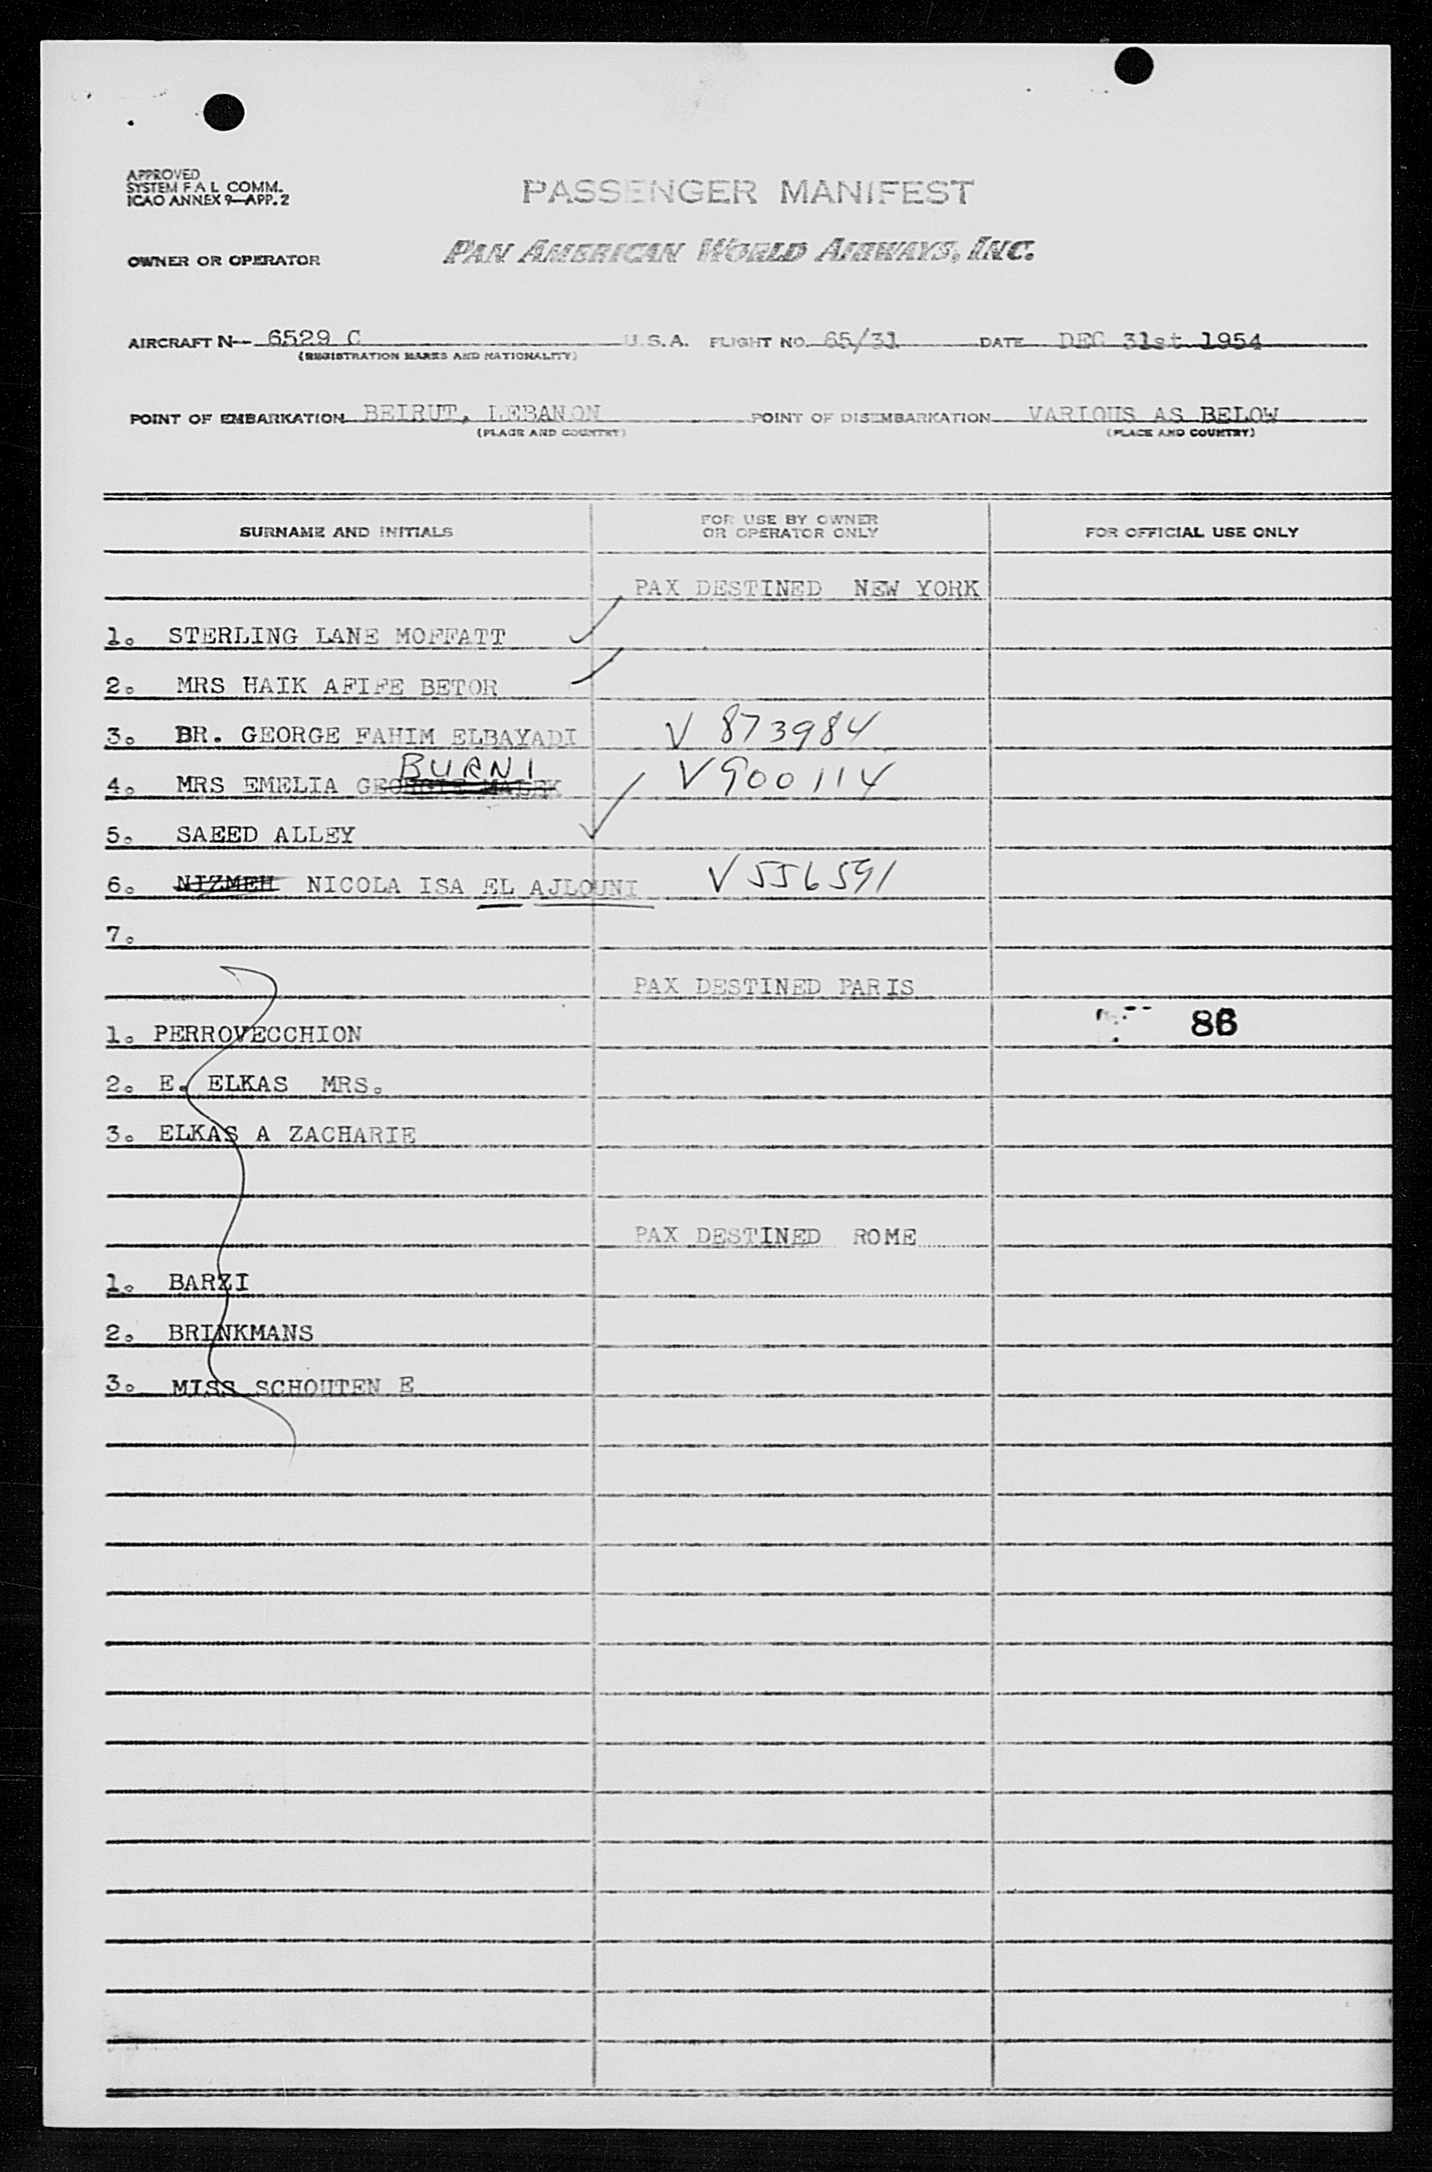 APPROVED
SYSTEM F A L COMM.
ICAO ANNEX 9—APP. 2
PASSENGER MANIFEST
OWNER OR OPERATOR PAN AMERICAN WORLD AIRWAYS, INC.
AIRCRAFT N— 6529 C U.S.A. FLIGHT NO. 65/31 DATE DEC 31st 1954
(REGISTRATION MARKS AND NATIONALITY)
POINT OF EMBARKATION BEIRUT, LEBANON POINT OF DISEMBARKATION VARIOUS AS BELOW
(PLACE AND COUNTRY) (PLACE AND COUNTRY)
SURNAME AND INITIALS FOR USE BY OWNER OR OPERATOR ONLY FOR OFFICIAL USE ONLY
PAX DESTINED NEW YORK
1. STERLING LANE MOFFATT
2. MRS HAIK AFIFE BETOR
3. DR. GEORGE FAHIM ELBAYADI V 873984
BURNI
4. MRS EMELIA V900114
5. SAEED ALLEY
6. NIZMEH NICOLA ISA EL AJLOUNI V556591
7.
PAX DESTINED PARIS
1. PERROVECCHION 86
2. E. ELKAS MRS.
3. ELKAS A ZACHARIE
PAX DESTINED ROME
1. BARZI
2. BRINKMANS
3. MISS SCHOUTEN E